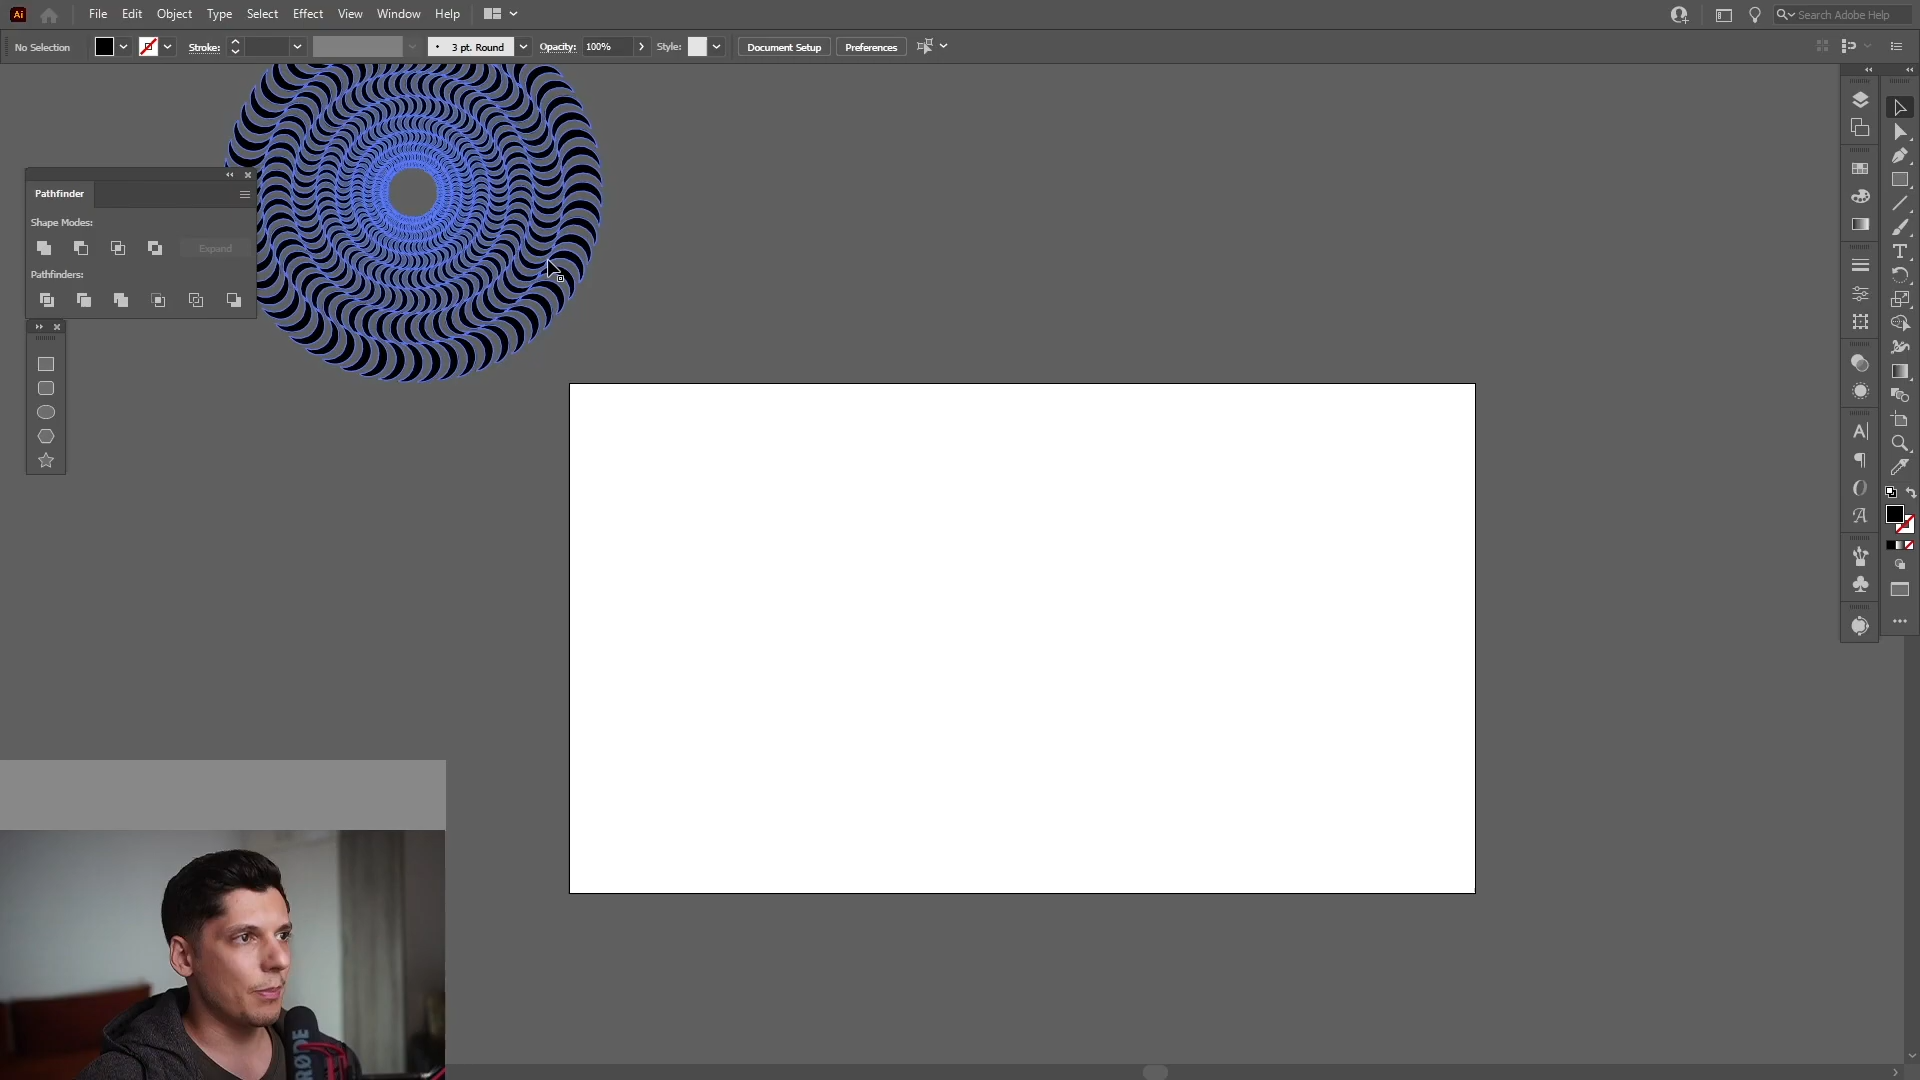 Ai File Edit Object Type Select Effect View Window Help Search Adobe Help
No Selection Stroke: 3 pt. Round Opacity: 100% Style: Document Setup Preferences
Pathfinder
Shape Modes:
Expand
Pathfinders:
RØDE